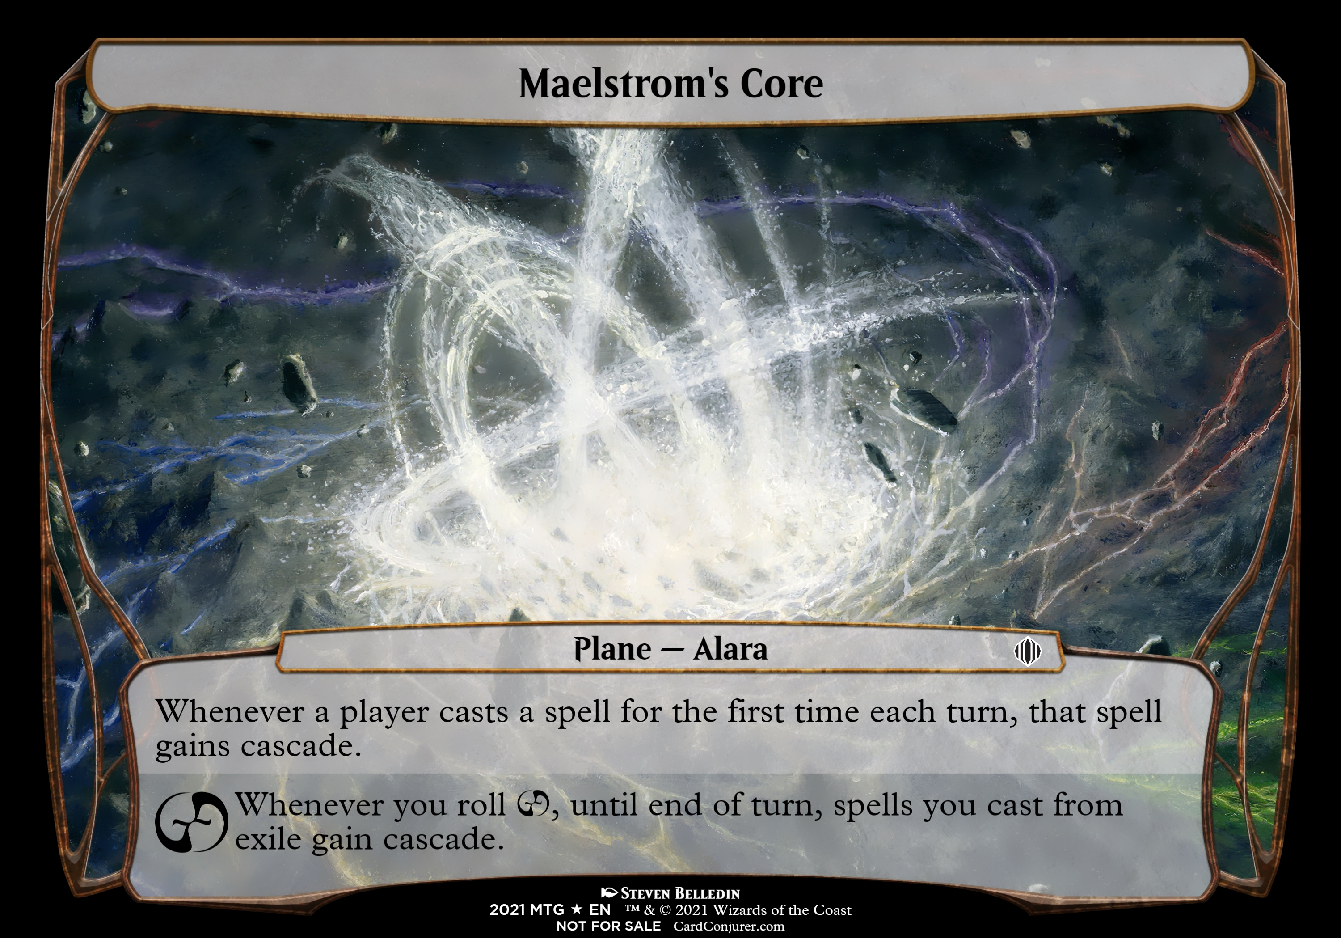 Maelstrom's Core
Plane — Alara
Whenever a player casts a spell for the first time each turn, that spell
gains cascade.
Whenever you roll , until end of turn, spells you cast from
exile gain cascade.
Steven Belledin
2021 MTG ★ EN ™ & © 2021 Wizards of the Coast
NOT FOR SALE CardConjurer.com